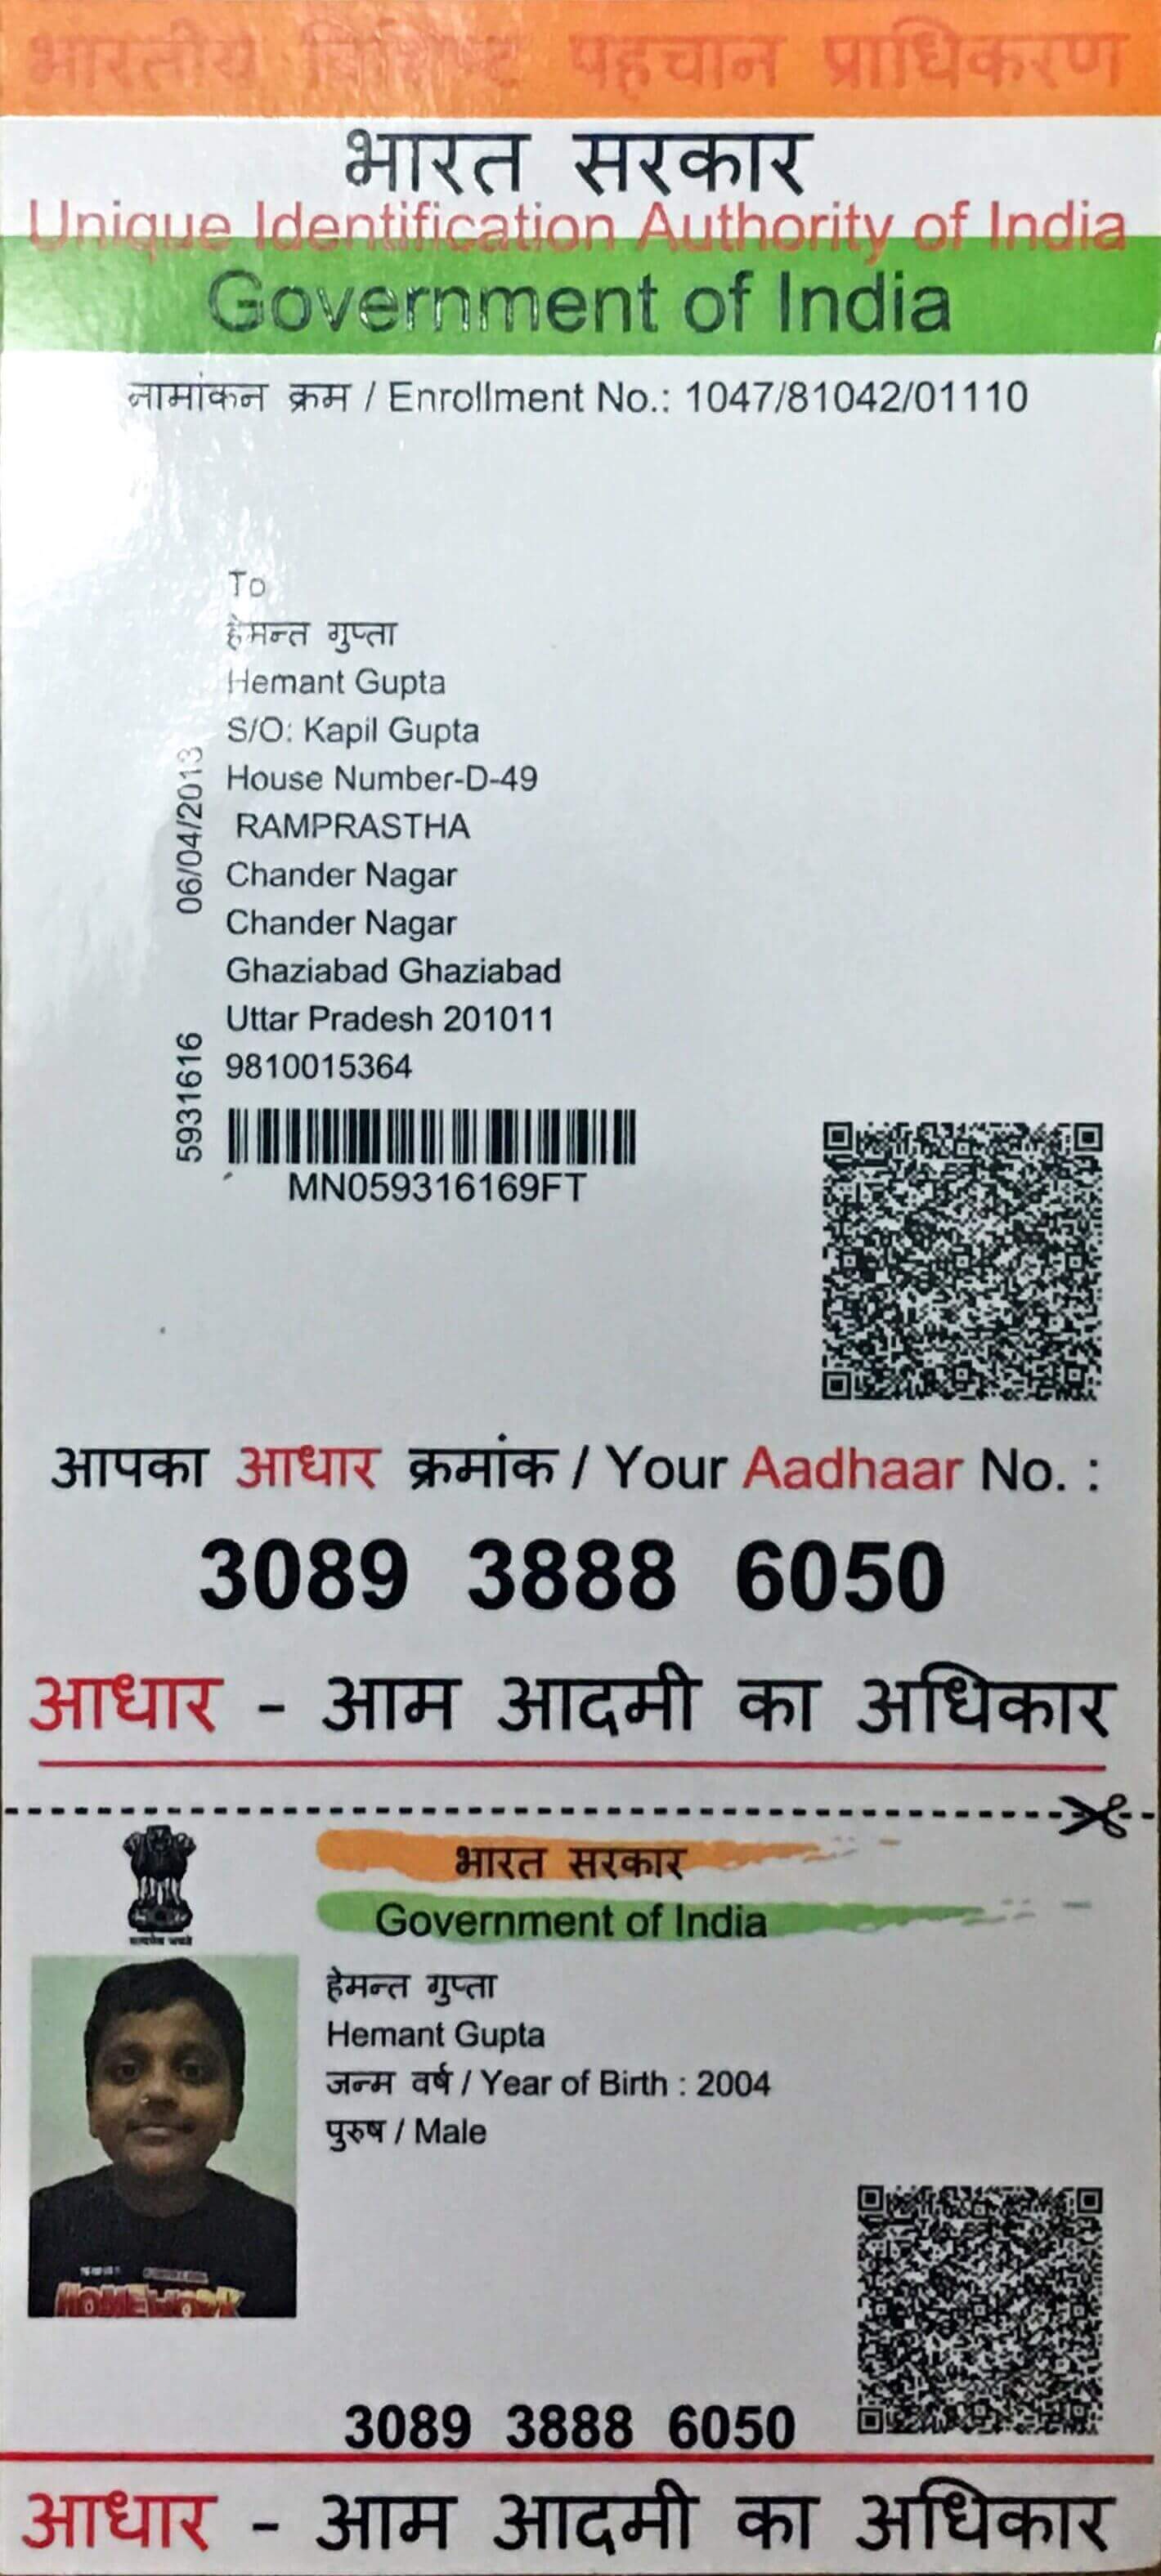 भारतीय विशिष्ट पहचान प्राधिकरण
भारत सरकार
Unique Identification Authority of India
Government of India
नामांकन क्रम / Enrollment No.: 1047/81042/01110
To
हेमन्त गुप्ता
Hemant Gupta
S/O: Kapil Gupta
House Number-D-49
RAMPRASTHA
Chander Nagar
Chander Nagar
Ghaziabad Ghaziabad
Uttar Pradesh 201011
9810015364
06/04/2013
5931616
MN059316169FT
आपका आधार क्रमांक / Your Aadhaar No. :
3089 3888 6050
आधार - आम आदमी का अधिकार
सत्यमेव जयते
भारत सरकार
Government of India
हेमन्त गुप्ता
Hemant Gupta
जन्म वर्ष / Year of Birth : 2004
पुरुष / Male
HOMEWORK
3089 3888 6050
आधार - आम आदमी का अधिकार